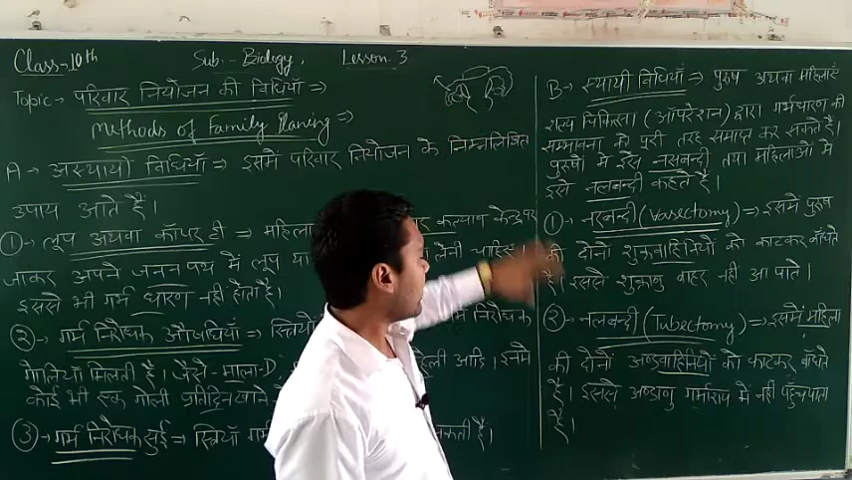 Class-10th Sub:- Biology, Lesson-3
Topic→ परिवार नियोजन की विधियाँ ⇒
Methods of Family Planing ⇒
A → अस्थायी विधियाँ ⇒ इसमें परिवार नियोजन के निम्नलिखित
उपाय आते हैं।
① → लूप अथवा कॉपर टी ⇒ महिला कल्याण केन्द्र पर
जाकर अपने जनन पथ में लूप या लेनी चाहिए।
इससे भी गर्भ धारण नही होता है।
② → गर्भ निरोधक औषधियाँ ⇒ स्त्रियों निरोधक
गोलियाँ मिलती हैं। जैसे- माला-D, आदि। इनमे
कोई भी एक गोली प्रतिदिन खाने
③ → गर्भ निरोधक सुई ⇒ स्त्रियाँ गर्भ सकती हैं।
B → स्थायी विधियाँ ⇒ पुरुष अथवा महिलाएँ
शल्य चिकित्सा (ऑपरेशन) द्वारा गर्भधारण की
सम्भावना को पूरी तरह समाप्त कर सकते हैं।
पुरुषों में इसे नसबन्दी तथा महिलाओं में
इसे नलबन्दी कहते हैं।
① → नसबन्दी (Vasectomy) ⇒ इसमें पुरुष
की दोनों शुक्रवाहिनियों को काटकर बाँधते
हैं। इससे शुक्राणु बाहर नही आ पाते।
② → नलबन्दी (Tubectomy) ⇒ इसमें महिला
की दोनों अण्डवाहिनियों को काटकर बाँधते
हैं। इससे अण्डाणु गर्भाशय में नहीं पहुँच पाता
है।